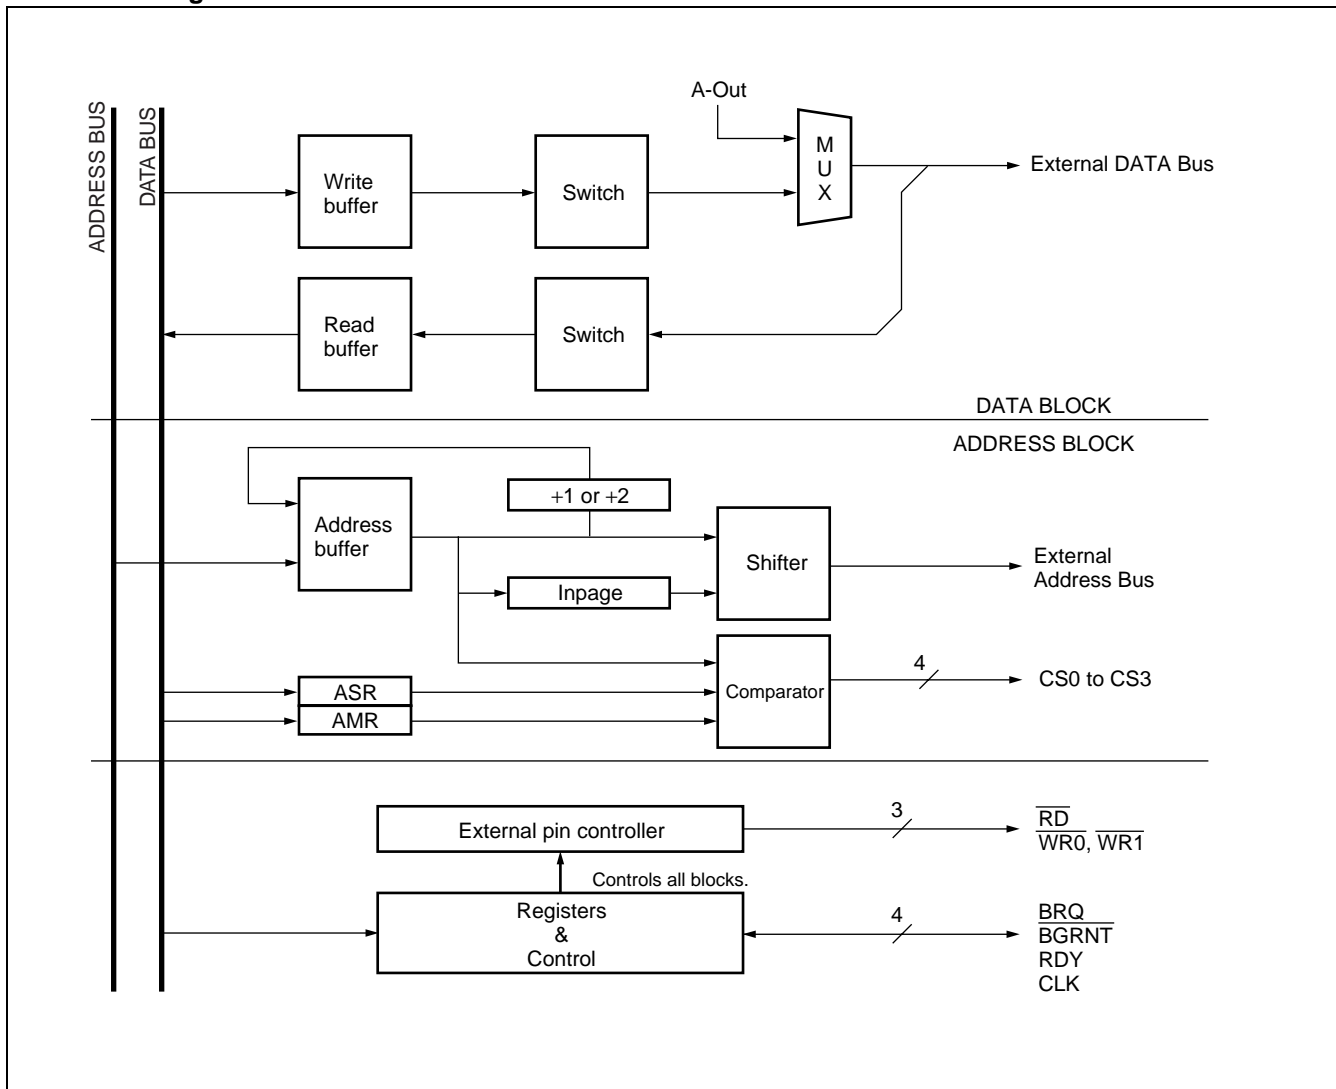 ADDRESS BUS
DATA BUS
A-Out
M
U
X
External DATA Bus
Write
buffer
Switch
Read
buffer
Switch
DATA BLOCK
ADDRESS BLOCK
+1 or +2
Address
buffer
Shifter
External
Address Bus
Inpage
4
CS0 to CS3
ASR
Comparator
AMR
3
External pin controller
RD
WR0, WR1
Controls all blocks.
Registers
&
Control
4
BRQ
BGRNT
RDY
CLK